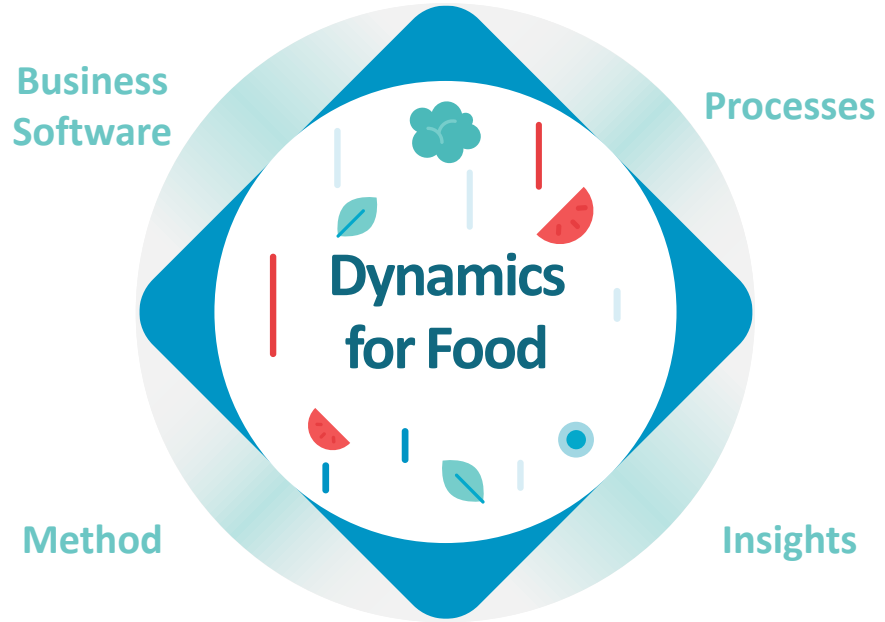 Business
Software
Processes
Dynamics
for Food
Method
Insights